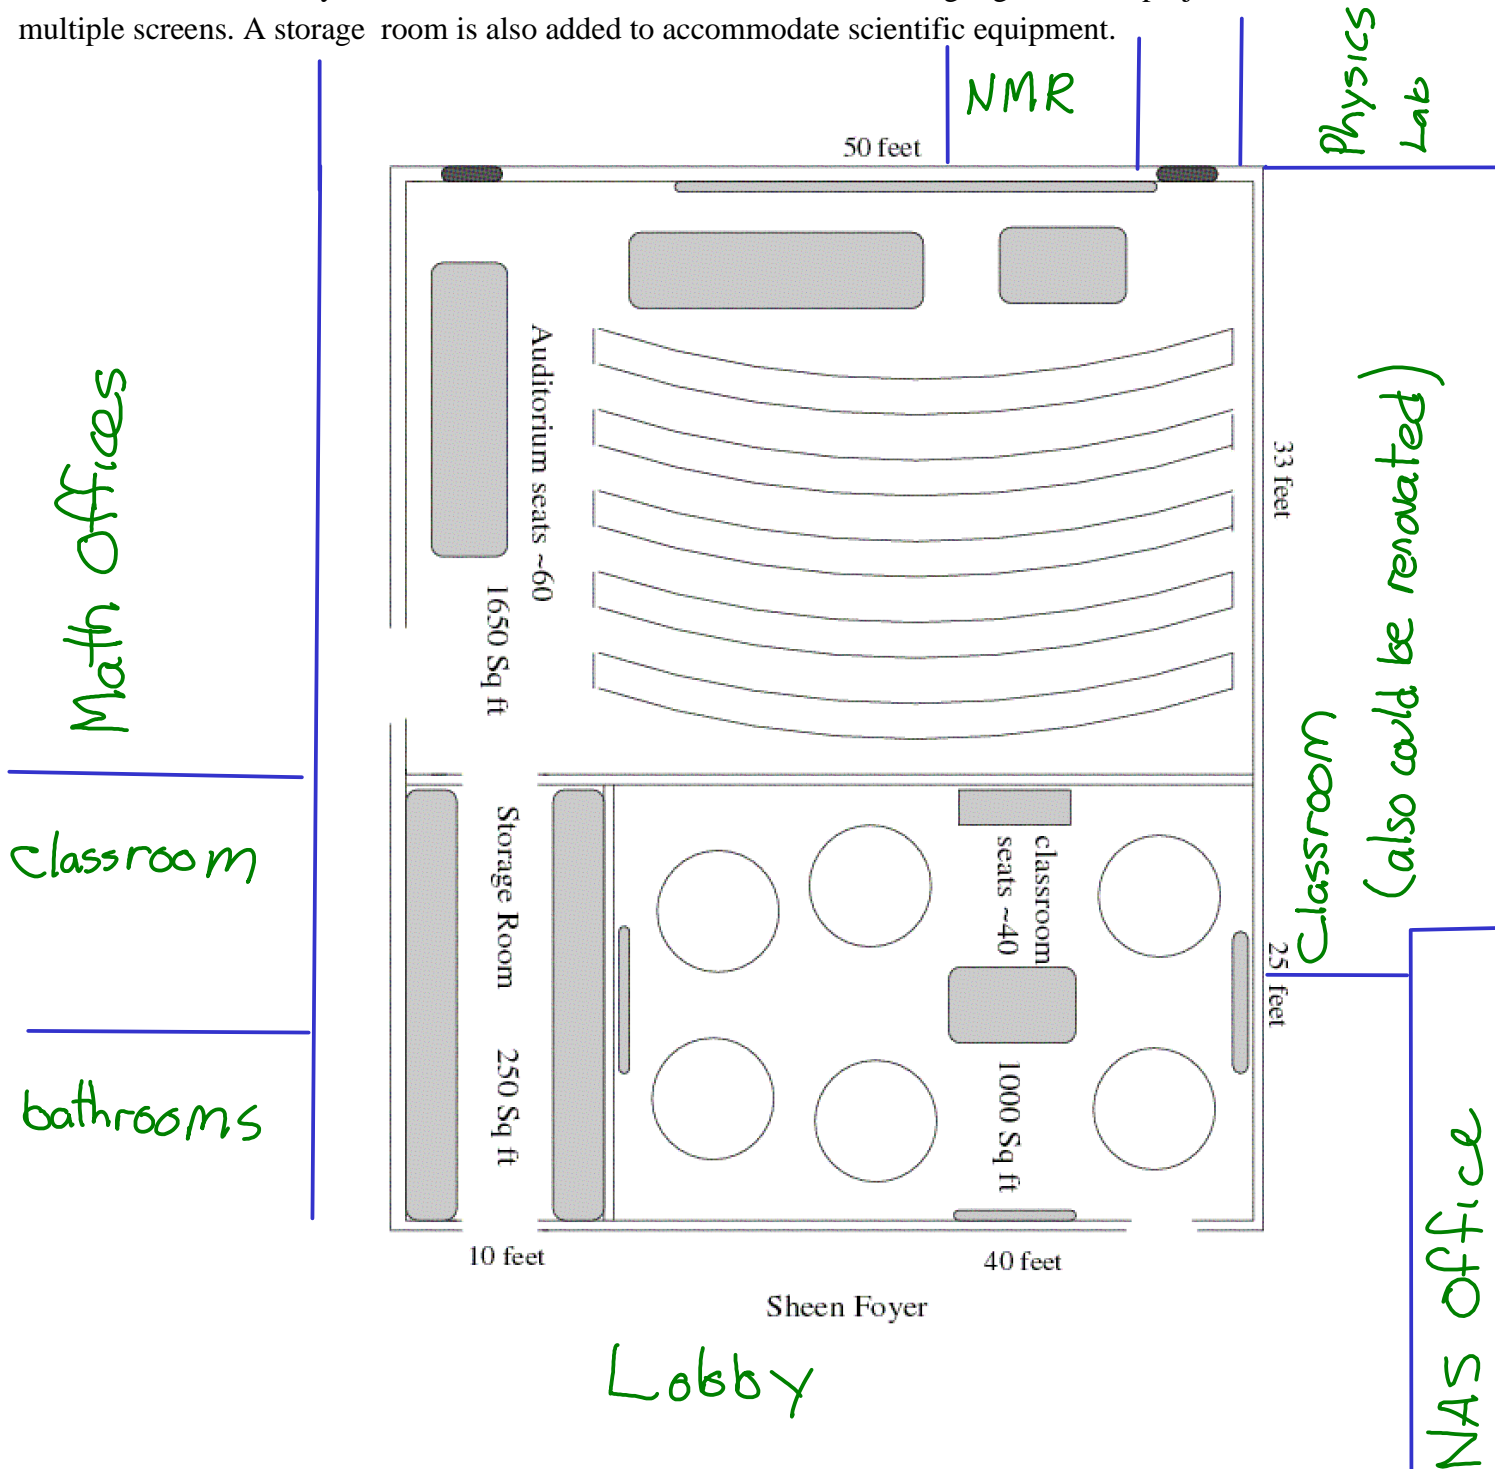 multiple screens. A storage room is also added to accommodate scientific equipment.
NMR
Physics
Lab
50 feet
Math Offices
Auditorium seats ~60
1650 Sq ft
33 feet
Classroom
(also could be renovated)
classroom
bathrooms
Storage Room 250 Sq ft
classroom
seats ~40 1000 Sq ft
25 feet
NAS Office
10 feet
40 feet
Sheen Foyer
Lobby